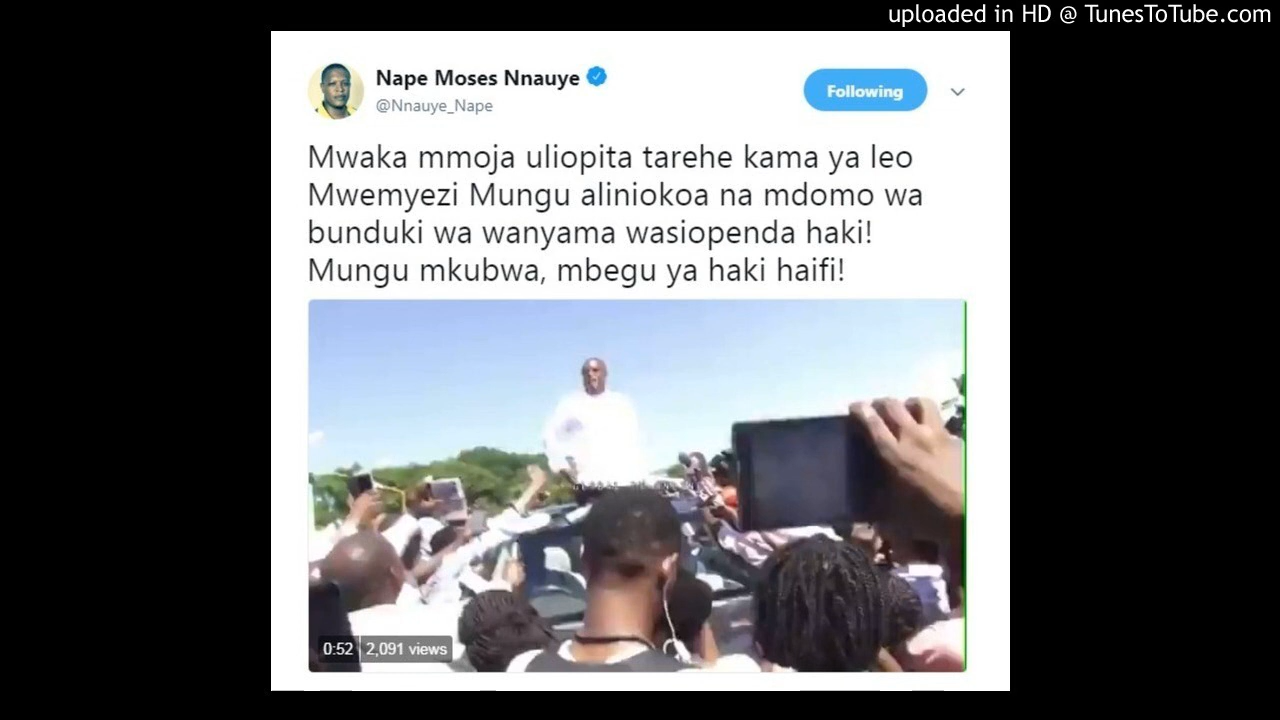 uploaded in HD @ TunesToTube.com
Nape Moses Nnauye
@Nnauye_Nape
Following
Mwaka mmoja uliopita tarehe kama ya leo
Mwemyezi Mungu aliniokoa na mdomo wa
bunduki wa wanyama wasiopenda haki!
Mungu mkubwa, mbegu ya haki haifi!
0:52 2,091 views